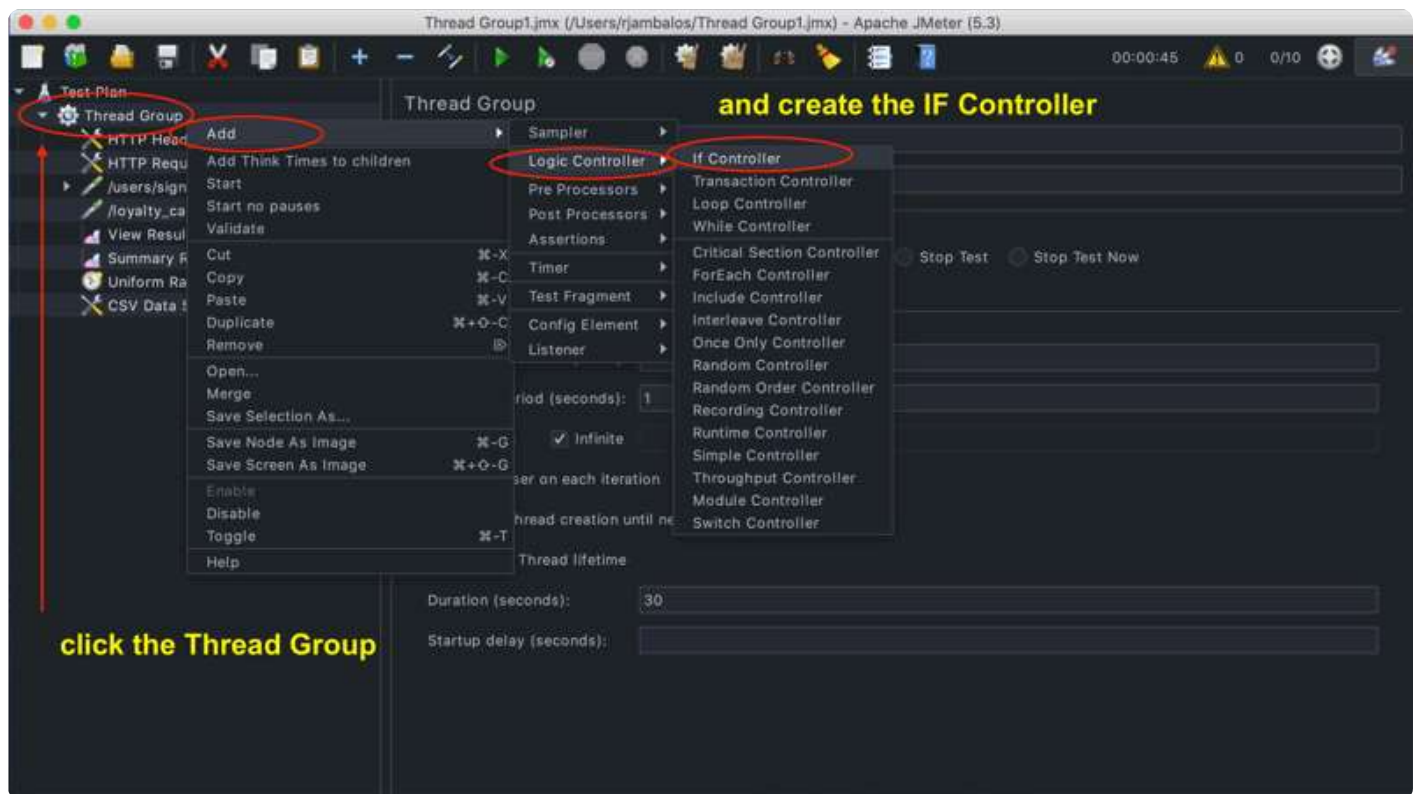 Thread Group1.jmx (/Users/rjambalos/Thread Group1.jmx) - Apache JMeter (5.3)
00:00:45 0 0/10
Test Plan
Thread Group
HTTP Head
HTTP Requ
/users/sign
/loyalty_ca
View Resul
Summary R
Uniform Ra
CSV Data S
Add
Add Think Times to children
Start
Start no pauses
Validate
Cut ⌘-X
Copy ⌘-C
Paste ⌘-V
Duplicate ⌘+⇧-C
Remove ⌦
Open...
Merge
Save Selection As...
Save Node As Image ⌘-G
Save Screen As Image ⌘+⇧-G
Enable
Disable
Toggle ⌘-T
Help
Sampler
Logic Controller
Pre Processors
Post Processors
Assertions
Timer
Test Fragment
Config Element
Listener
If Controller
Transaction Controller
Loop Controller
While Controller
Critical Section Controller
ForEach Controller
Include Controller
Interleave Controller
Once Only Controller
Random Controller
Random Order Controller
Recording Controller
Runtime Controller
Simple Controller
Throughput Controller
Module Controller
Switch Controller
Thread Group
and create the IF Controller
Stop Test Stop Test Now
riod (seconds): 1
Infinite
ser on each iteration
hread creation until ne
Thread lifetime
Duration (seconds): 30
Startup delay (seconds):
click the Thread Group